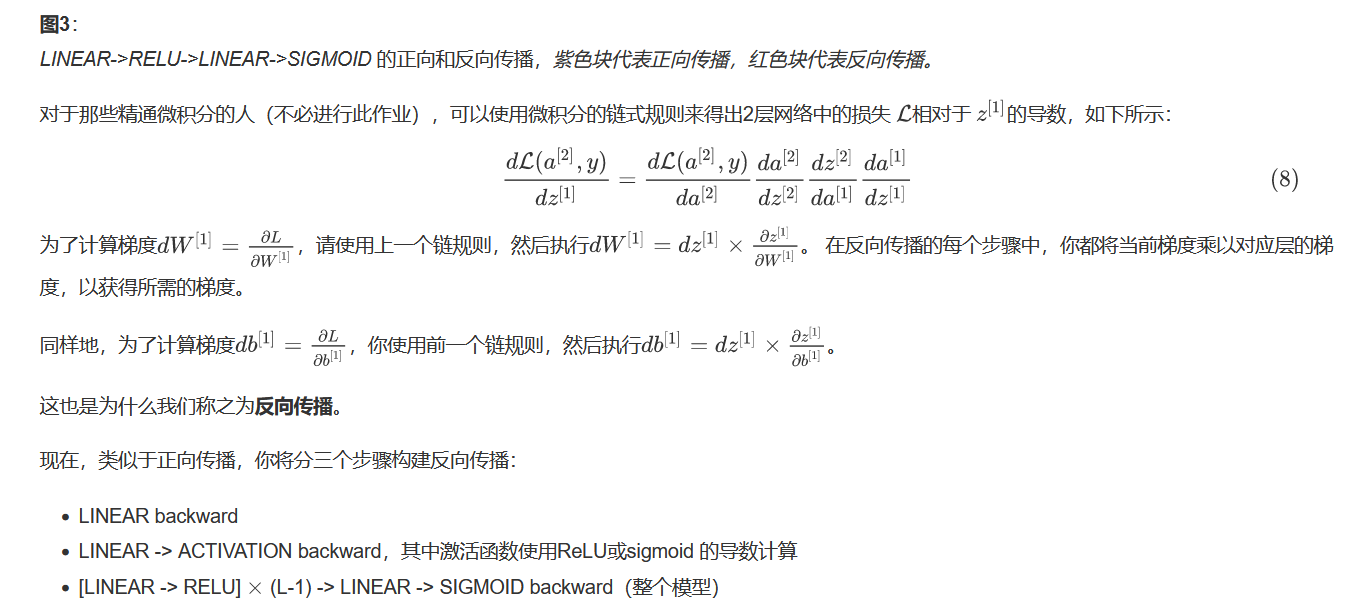 图3：
LINEAR->RELU->LINEAR->SIGMOID 的正向和反向传播，紫色块代表正向传播，红色块代表反向传播。
对于那些精通微积分的人（不必进行此作业），可以使用微积分的链式规则来得出2层网络中的损失 $\mathcal{L}$相对于 $z^{[1]}$的导数，如下所示：
$$\frac{d\mathcal{L}(a^{[2]},y)}{dz^{[1]}} = \frac{d\mathcal{L}(a^{[2]},y)}{da^{[2]}} \frac{da^{[2]}}{dz^{[2]}} \frac{dz^{[2]}}{da^{[1]}} \frac{da^{[1]}}{dz^{[1]}} \quad (8)$$
为了计算梯度$dW^{[1]} = \frac{\partial L}{\partial W^{[1]}}$，请使用上一个链规则，然后执行$dW^{[1]} = dz^{[1]} \times \frac{\partial z^{[1]}}{\partial W^{[1]}}$。 在反向传播的每个步骤中，你都将当前梯度乘以对应层的梯
度，以获得所需的梯度。
同样地，为了计算梯度$db^{[1]} = \frac{\partial L}{\partial b^{[1]}}$，你使用前一个链规则，然后执行$db^{[1]} = dz^{[1]} \times \frac{\partial z^{[1]}}{\partial b^{[1]}}$。
这也是为什么我们称之为反向传播。
现在，类似于正向传播，你将分三个步骤构建反向传播：
• LINEAR backward
• LINEAR -> ACTIVATION backward，其中激活函数使用ReLU或sigmoid 的导数计算
• [LINEAR -> RELU] × (L-1) -> LINEAR -> SIGMOID backward（整个模型）